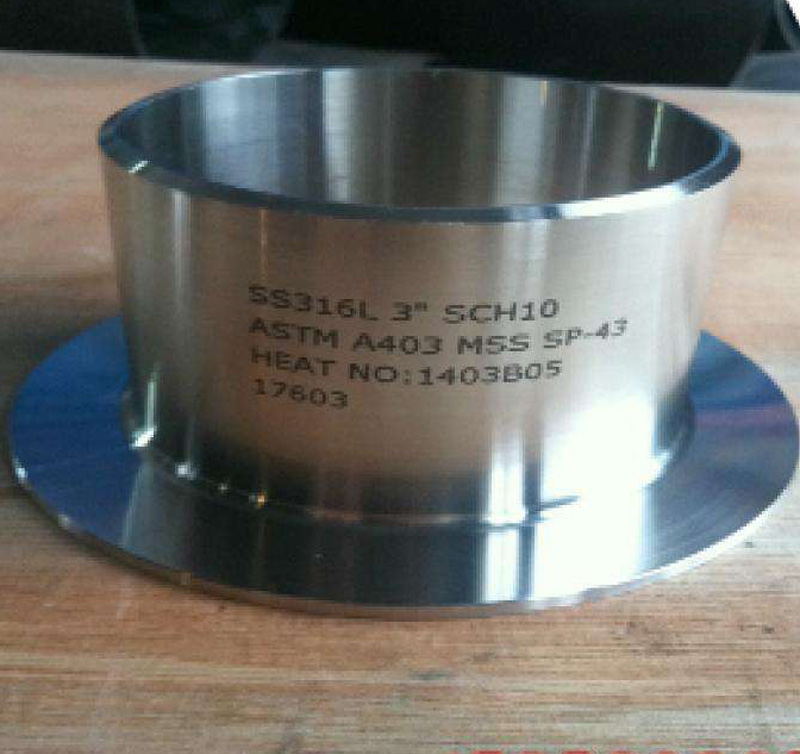 SS316L 3" SCH10
ASTM A403 MSS SP-43
HEAT NO:1403B05
17603